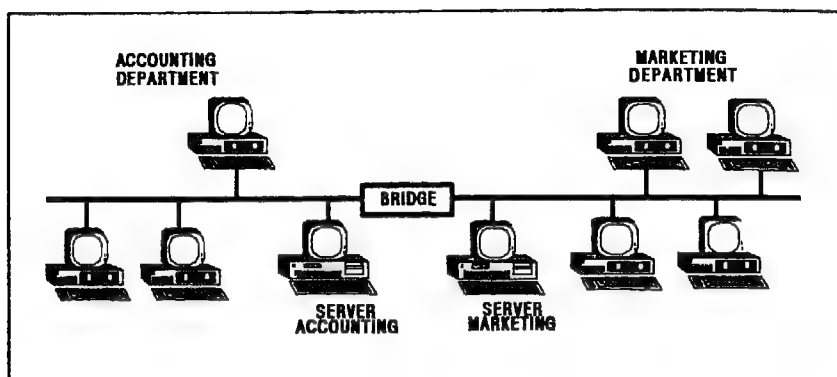 ACCOUNTING
DEPARTMENT
MARKETING
DEPARTMENT
BRIDGE
SERVER
ACCOUNTING
SERVER
MARKETING